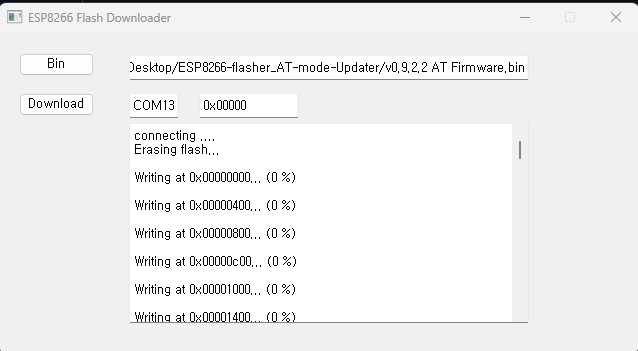 ESP8266 Flash Downloader
Bin
Desktop/ESP8266-flasher_AT-mode-Updater/v0.9.2.2 AT Firmware.bin
Download
COM13
0x00000
connecting ....
Erasing flash...
Writing at 0x00000000... (0 %)
Writing at 0x00000400... (0 %)
Writing at 0x00000800... (0 %)
Writing at 0x00000c00... (0 %)
Writing at 0x00001000... (0 %)
Writing at 0x00001400... (0 %)